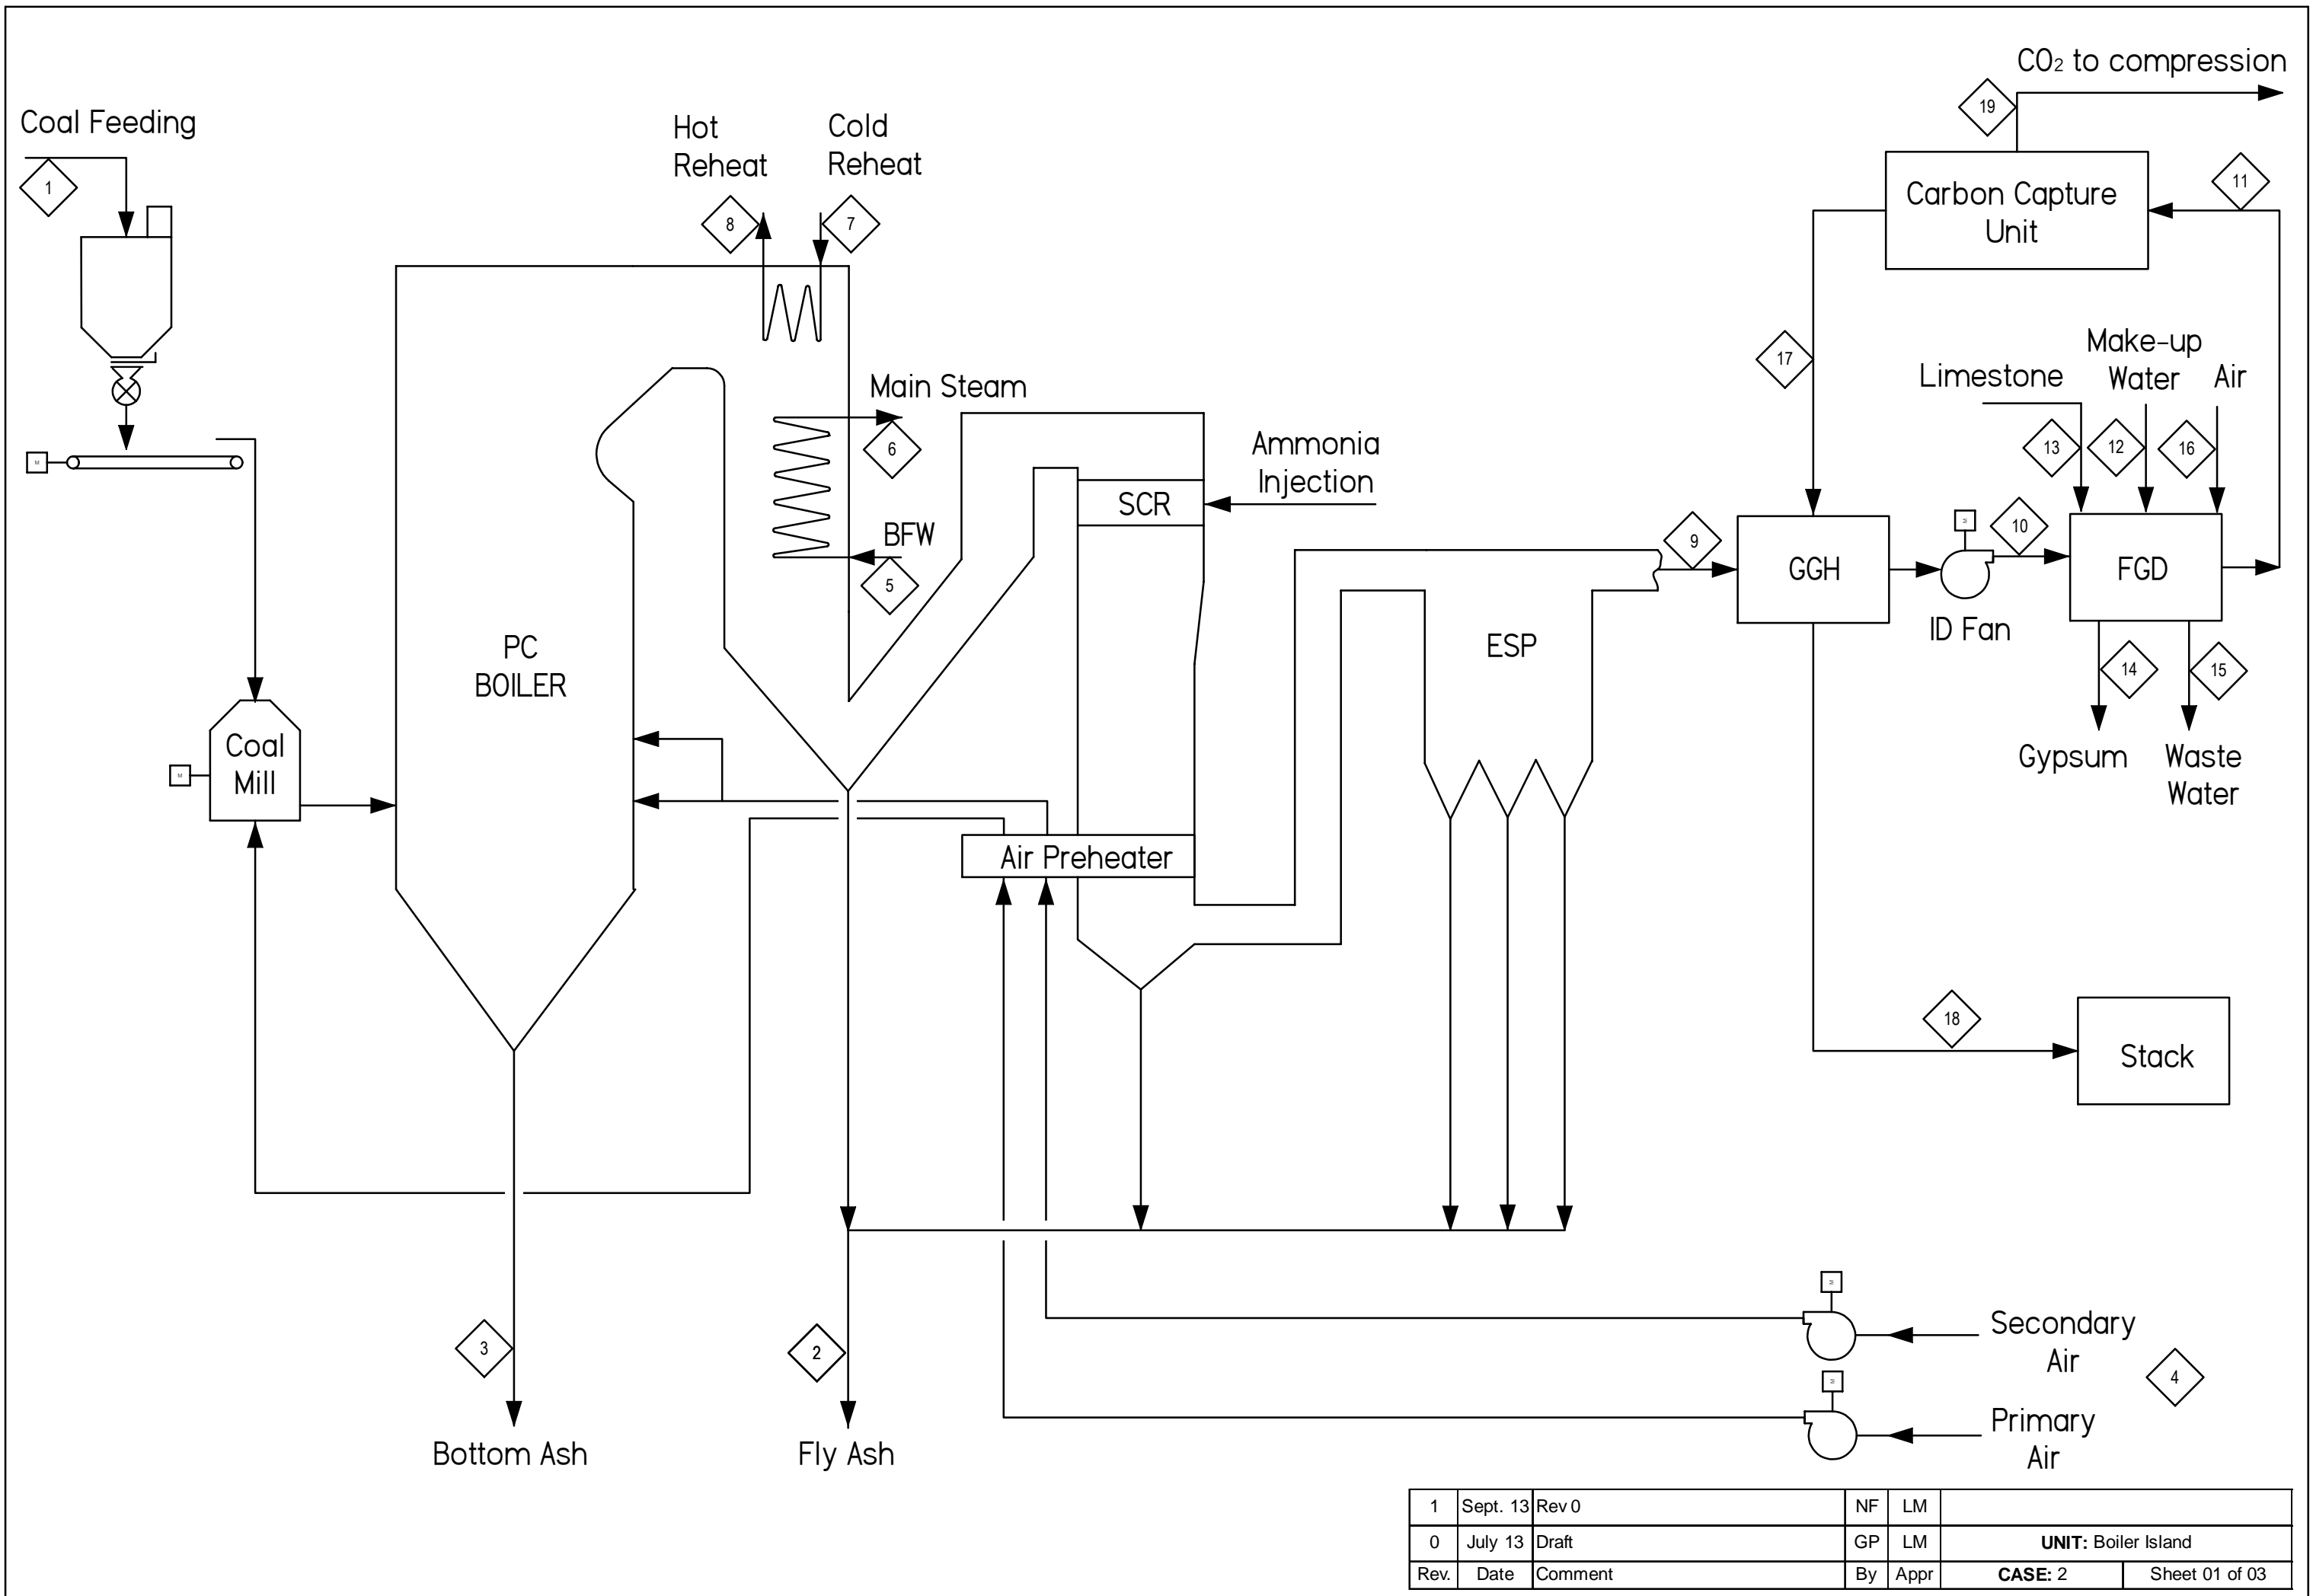 CO₂ to compression
19
Coal Feeding
1
Hot
Reheat
Cold
Reheat
8
7
Carbon Capture
Unit
11
17
Make-up
Water
Limestone
Air
13
12
16
Main Steam
6
Ammonia
Injection
SCR
BFW
5
9
GGH
M
10
FGD
ID Fan
M
PC
BOILER
ESP
14
15
Gypsum
Waste
Water
Coal
Mill
M
Air Preheater
18
Stack
M
Secondary
Air
3
2
4
M
Primary
Air
Bottom Ash
Fly Ash
1 Sept. 13 Rev 0 NF LM
0 July 13 Draft GP LM UNIT: Boiler Island
Rev. Date Comment By Appr CASE: 2 Sheet 01 of 03